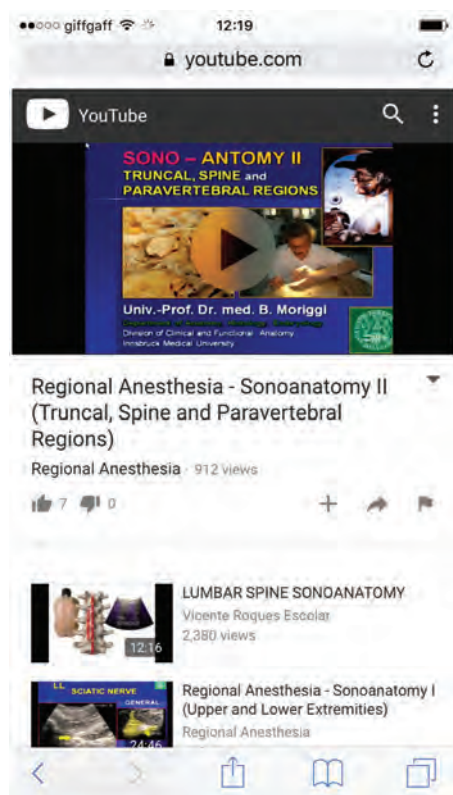 giffgaff 12:19
youtube.com
YouTube
SONO – ANTOMY II
TRUNCAL, SPINE and
PARAVERTEBRAL REGIONS
Univ.-Prof. Dr. med. B. Moriggl
Division of Clinical and Functional Anatomy
Innsbruck Medical University
Regional Anesthesia - Sonoanatomy II
(Truncal, Spine and Paravertebral
Regions)
Regional Anesthesia · 912 views
7 0
LUMBAR SPINE SONOANATOMY
Vicente Roques Escolar
2,380 views
12:16
LL SCIATIC NERVE
GENERAL
24:46
Regional Anesthesia - Sonoanatomy I
(Upper and Lower Extremities)
Regional Anesthesia